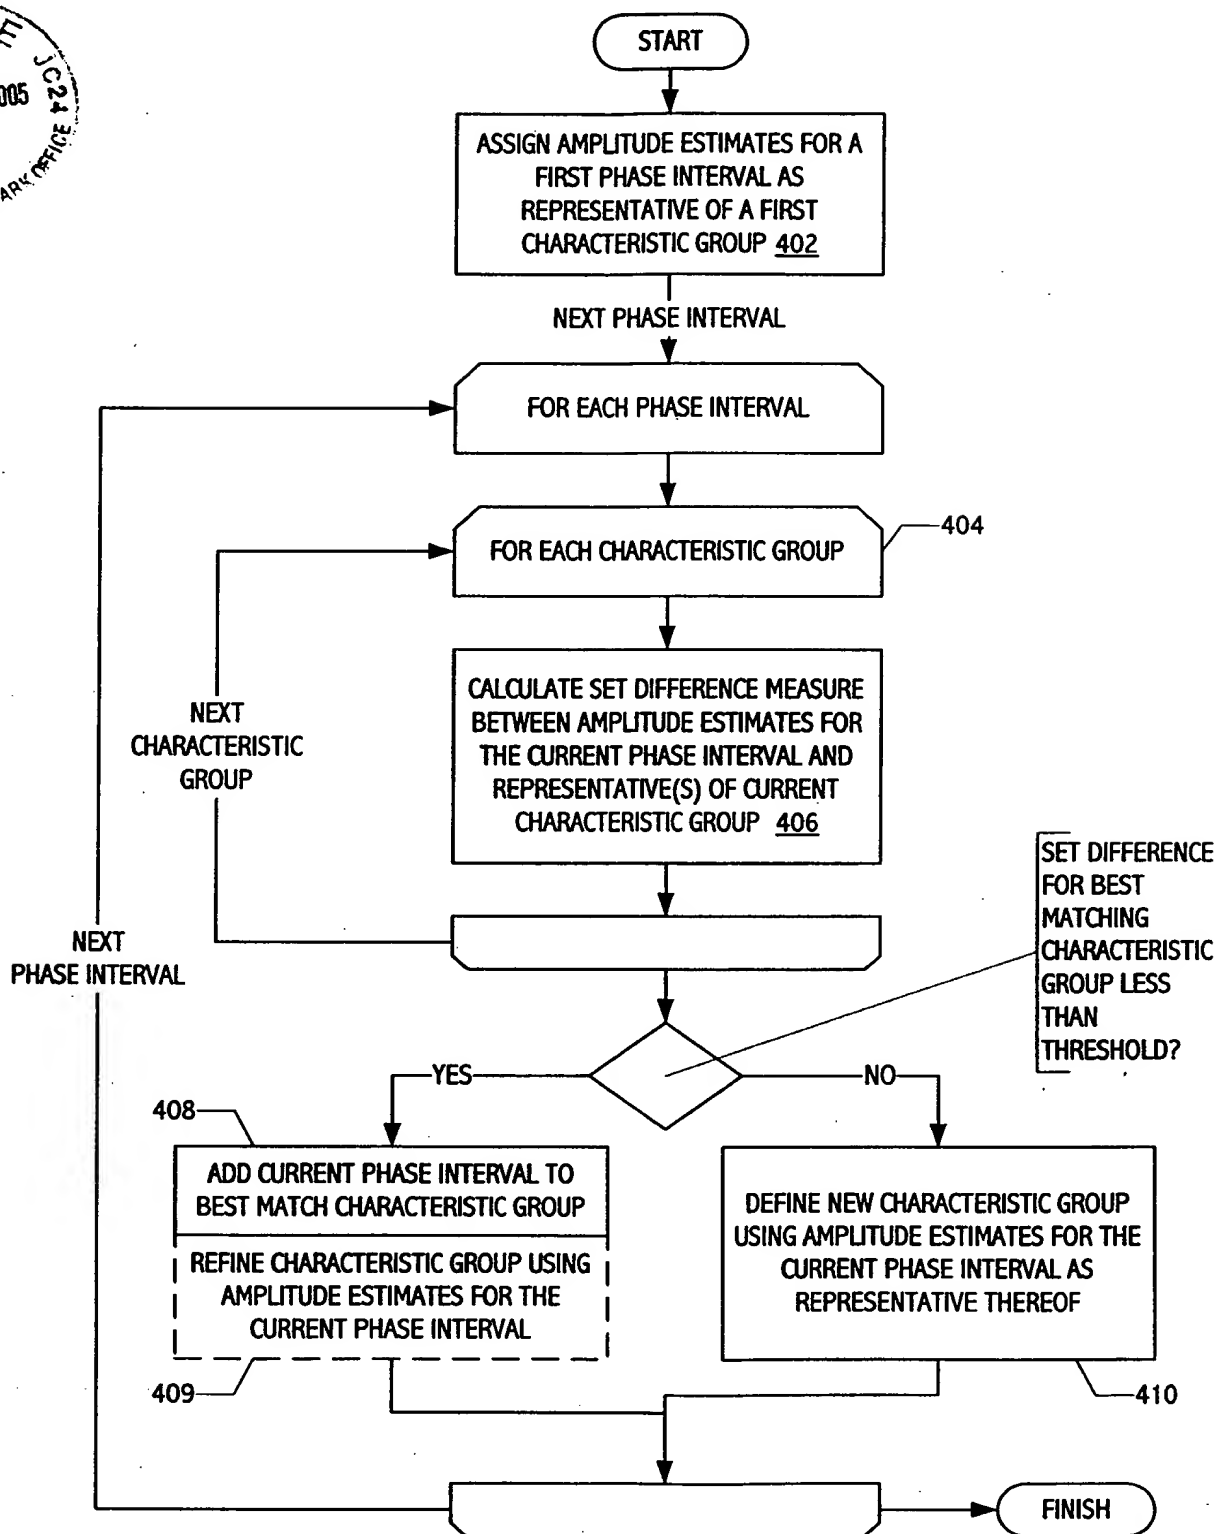 JC24
005
START
ASSIGN AMPLITUDE ESTIMATES FOR A
FIRST PHASE INTERVAL AS
REPRESENTATIVE OF A FIRST
CHARACTERISTIC GROUP 402
NEXT PHASE INTERVAL
FOR EACH PHASE INTERVAL
FOR EACH CHARACTERISTIC GROUP
404
CALCULATE SET DIFFERENCE MEASURE
BETWEEN AMPLITUDE ESTIMATES FOR
THE CURRENT PHASE INTERVAL AND
REPRESENTATIVE(S) OF CURRENT
CHARACTERISTIC GROUP 406
NEXT
CHARACTERISTIC
GROUP
NEXT
PHASE INTERVAL
SET DIFFERENCE
FOR BEST
MATCHING
CHARACTERISTIC
GROUP LESS
THAN
THRESHOLD?
YES
NO
408
ADD CURRENT PHASE INTERVAL TO
BEST MATCH CHARACTERISTIC GROUP
REFINE CHARACTERISTIC GROUP USING
AMPLITUDE ESTIMATES FOR THE
CURRENT PHASE INTERVAL
409
DEFINE NEW CHARACTERISTIC GROUP
USING AMPLITUDE ESTIMATES FOR THE
CURRENT PHASE INTERVAL AS
REPRESENTATIVE THEREOF
410
FINISH